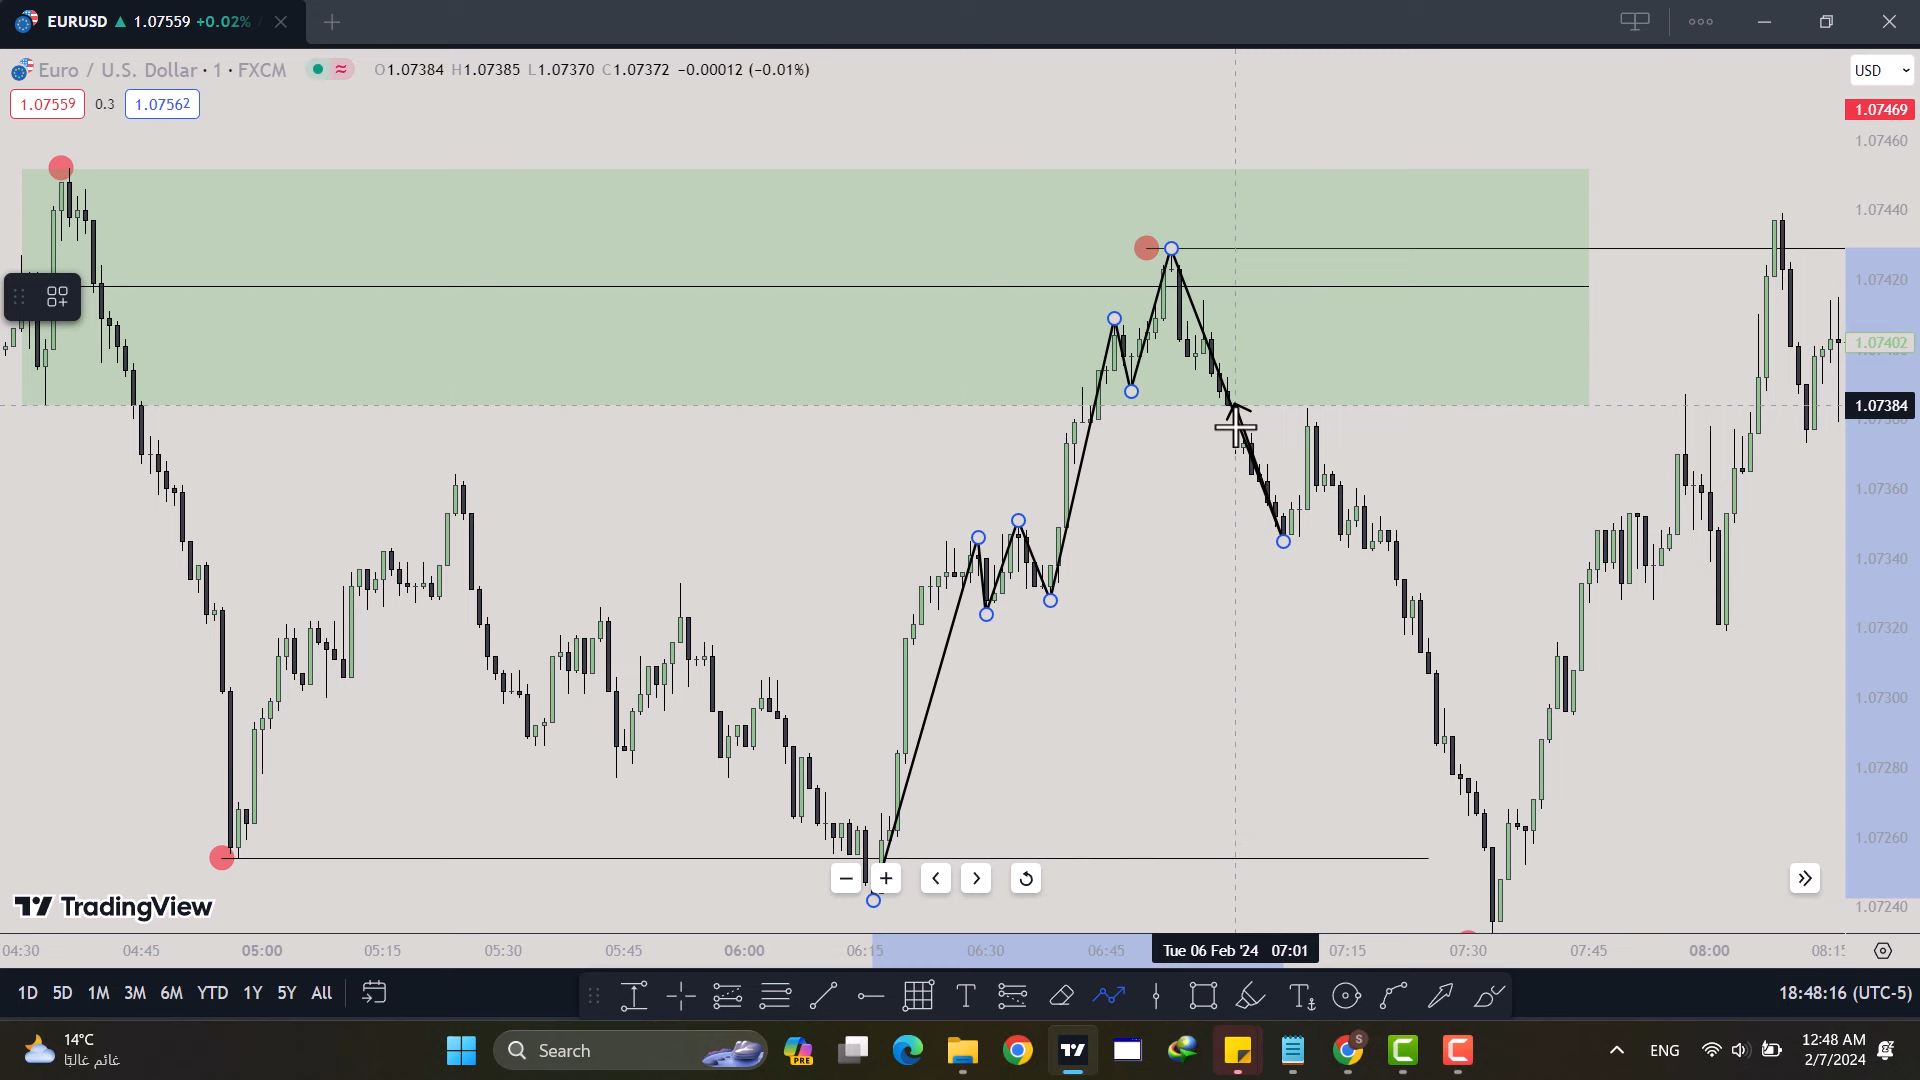 EURUSD ▲ 1.07559 +0.02% /
Euro / U.S. Dollar · 1 · FXCM O1.07384 H1.07385 L1.07370 C1.07372 −0.00012 (−0.01%)
USD
1.07559 0.3 1.07562
1.07469
1.07460
1.07440
1.07420
1.07402
1.07384
1.07360
1.07340
1.07320
1.07300
1.07280
1.07260
1.07240
TradingView
04:30 04:45 05:00 05:15 05:30 05:45 06:00 06:15 06:30 06:45 Tue 06 Feb '24 07:01 07:15 07:30 07:45 08:00 08:15
1D 5D 1M 3M 6M YTD 1Y 5Y All
18:48:16 (UTC-5)
14°C
غائم غالبًا
Search
PRE
S
ENG
12:48 AM
2/7/2024